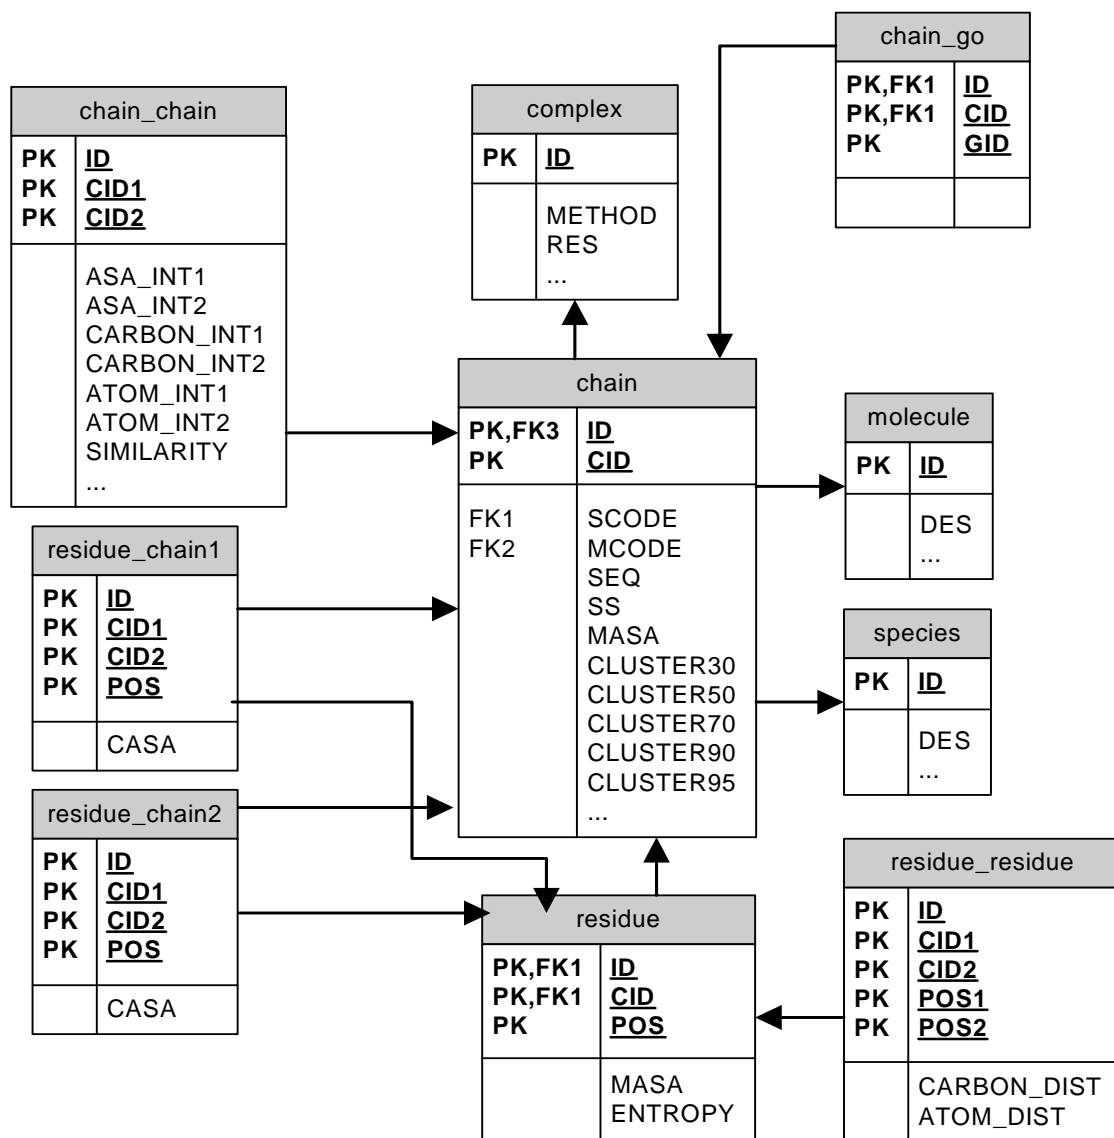 chain_go
PK,FK1 ID
PK,FK1 CID
PK GID
chain_chain
PK ID
PK CID1
PK CID2
ASA_INT1
ASA_INT2
CARBON_INT1
CARBON_INT2
ATOM_INT1
ATOM_INT2
SIMILARITY
...
complex
PK ID
METHOD
RES
...
chain
PK,FK3 ID
PK CID
FK1 SCODE
FK2 MCODE
SEQ
SS
MASA
CLUSTER30
CLUSTER50
CLUSTER70
CLUSTER90
CLUSTER95
...
molecule
PK ID
DES
...
residue_chain1
PK ID
PK CID1
PK CID2
PK POS
CASA
species
PK ID
DES
...
residue_chain2
PK ID
PK CID1
PK CID2
PK POS
CASA
residue
PK,FK1 ID
PK,FK1 CID
PK POS
MASA
ENTROPY
residue_residue
PK ID
PK CID1
PK CID2
PK POS1
PK POS2
CARBON_DIST
ATOM_DIST